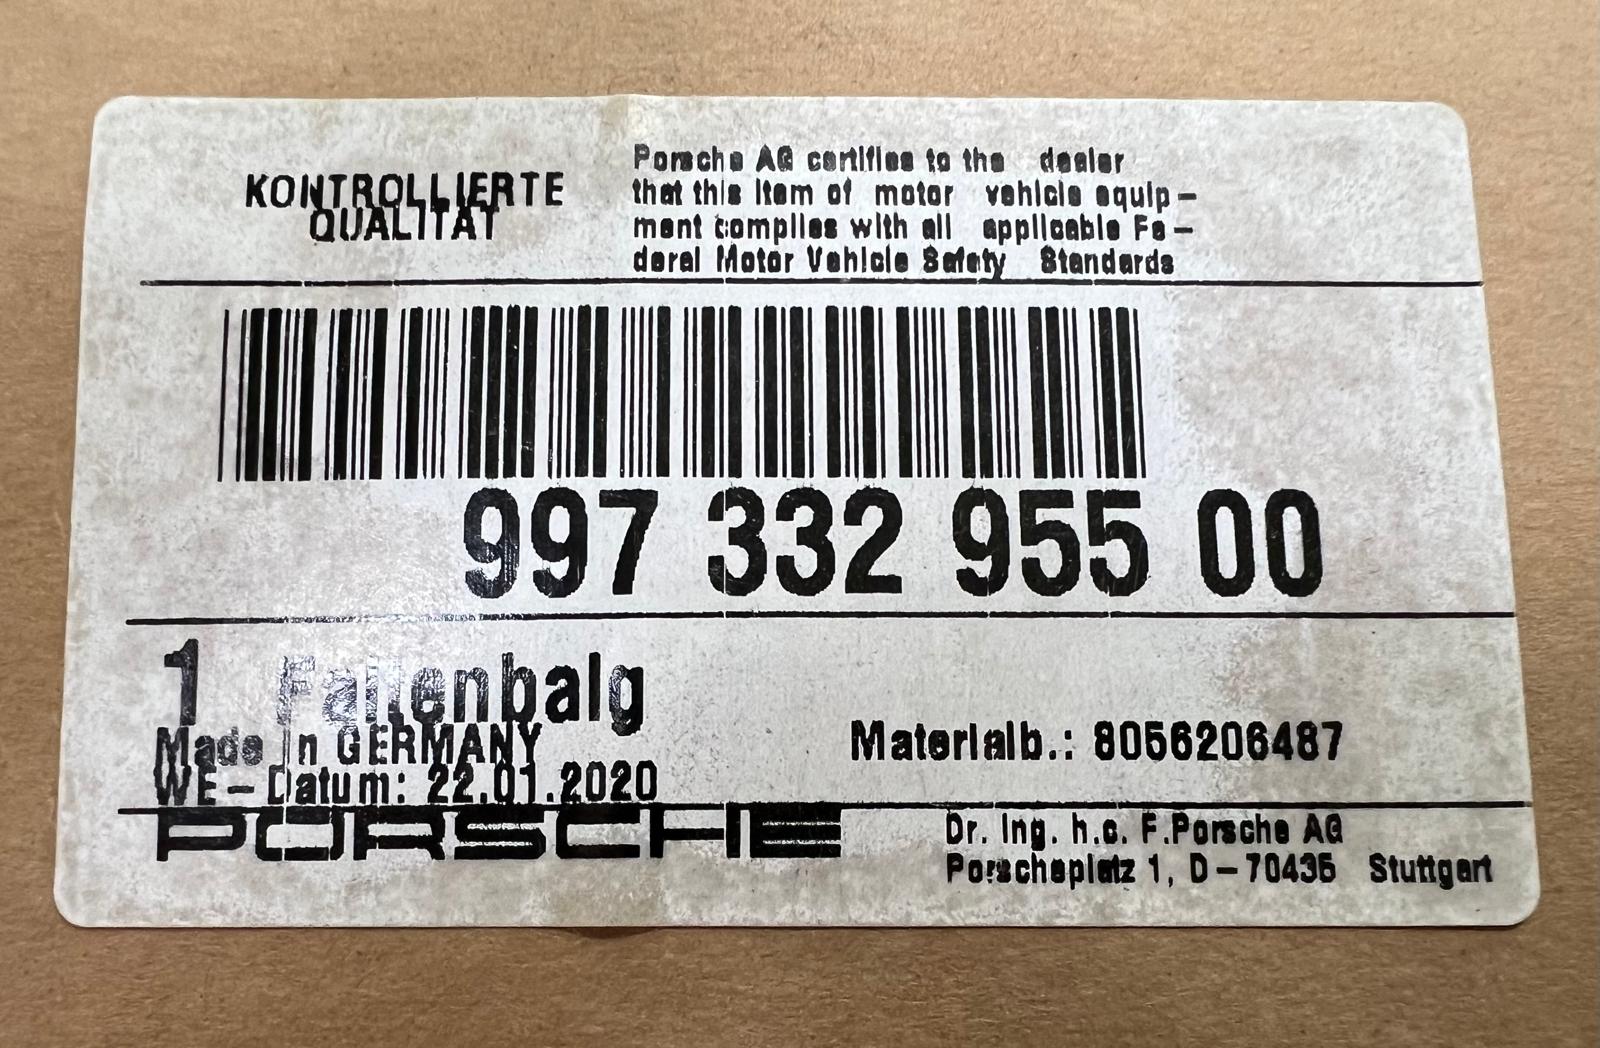 KONTROLLIERTE
QUALITÄT
Porsche AG certifies to the dealer
that this item of motor vehicle equip-
ment complies with all applicable Fe-
deral Motor Vehicle Safety Standards
997 332 955 00
1 Faltenbalg
Made in GERMANY
WE-Datum: 22.01.2020
Materialb.: 8056206487
PORSCHE
Dr. Ing. h.c. F.Porsche AG
Porscheplatz 1, D-70435 Stuttgart